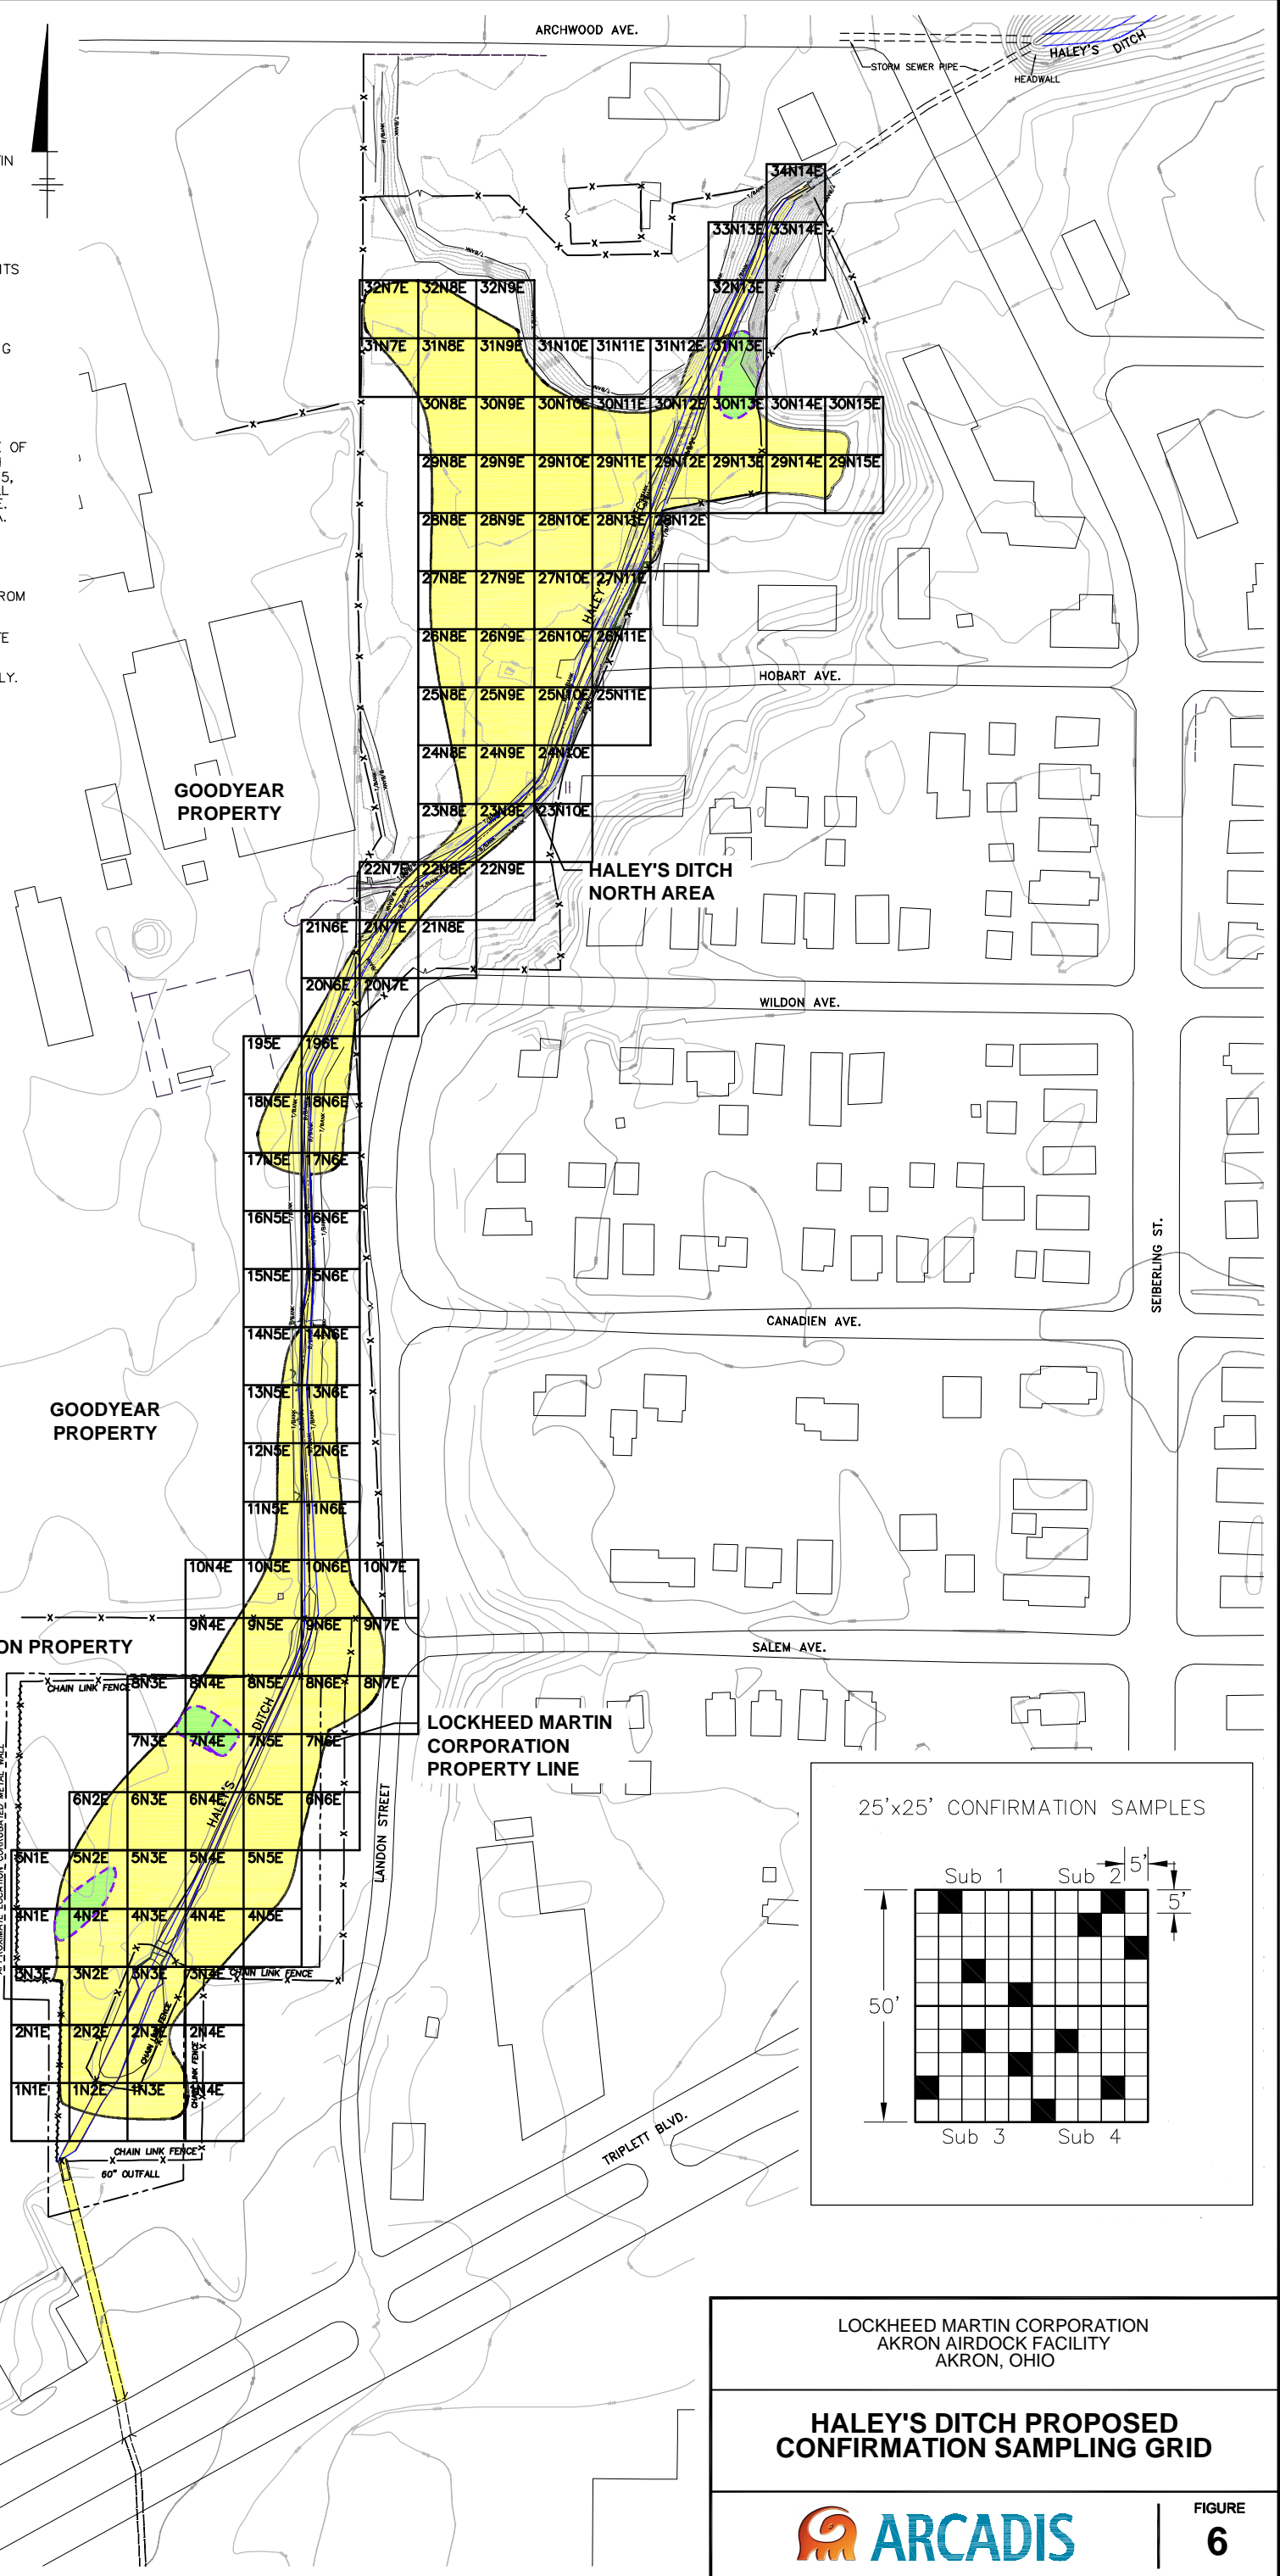 ARCHWOOD AVE.
HALEY'S DITCH
STORM SEWER PIPE
HEADWALL
34N14E
33N13E 33N14E
32N7E 32N8E 32N9E 32N13E
31N7E 31N8E 31N9E 31N10E 31N11E 31N12E 31N13E
30N8E 30N9E 30N10E 30N11E 30N12E 30N13E 30N14E 30N15E
29N8E 29N9E 29N10E 29N11E 29N12E 29N13E 29N14E 29N15E
28N8E 28N9E 28N10E 28N11E 28N12E
27N8E 27N9E 27N10E 27N11E
HALEY'S
26N8E 26N9E 26N10E 26N11E
HOBART AVE.
25N8E 25N9E 25N10E 25N11E
24N8E 24N9E 24N10E
GOODYEAR
PROPERTY
23N8E 23N9E 23N10E
22N7E 22N8E 22N9E
HALEY'S DITCH
NORTH AREA
21N6E 21N7E 21N8E
20N6E 20N7E
WILDON AVE.
195E 196E
18N5E 18N6E
17N5E 17N6E
16N5E 16N6E
15N5E 15N6E
SEIBERLING ST.
CANADIEN AVE.
14N5E 14N6E
13N5E 13N6E
GOODYEAR
PROPERTY
12N5E 12N6E
11N5E 11N6E
10N4E 10N5E 10N6E 10N7E
9N4E 9N5E 9N6E 9N7E
ON PROPERTY
SALEM AVE.
CHAIN LINK FENCE
8N3E 8N4E 8N5E 8N6E 8N7E
DITCH
LOCKHEED MARTIN
CORPORATION
PROPERTY LINE
7N3E 7N4E 7N5E 7N6E
6N2E 6N3E 6N4E 6N5E 6N6E
HALEY'S
LANDON STREET
5N1E 5N2E 5N3E 5N4E 5N5E
4N1E 4N2E 4N3E 4N4E 4N5E
3N3E 3N2E 3N3E 3N4E
CHAIN LINK FENCE
2N1E 2N2E 2N3E 2N4E
CHAIN LINK FENCE
CHAIN LINK FENCE
1N1E 1N2E 1N3E 1N4E
CHAIN LINK FENCE
60" OUTFALL
TRIPLETT BLVD.
25'x25' CONFIRMATION SAMPLES
Sub 1 Sub 2 5'
5'
50'
Sub 3 Sub 4
LOCKHEED MARTIN CORPORATION
AKRON AIRDOCK FACILITY
AKRON, OHIO
HALEY'S DITCH PROPOSED
CONFIRMATION SAMPLING GRID
ARCADIS
FIGURE
6